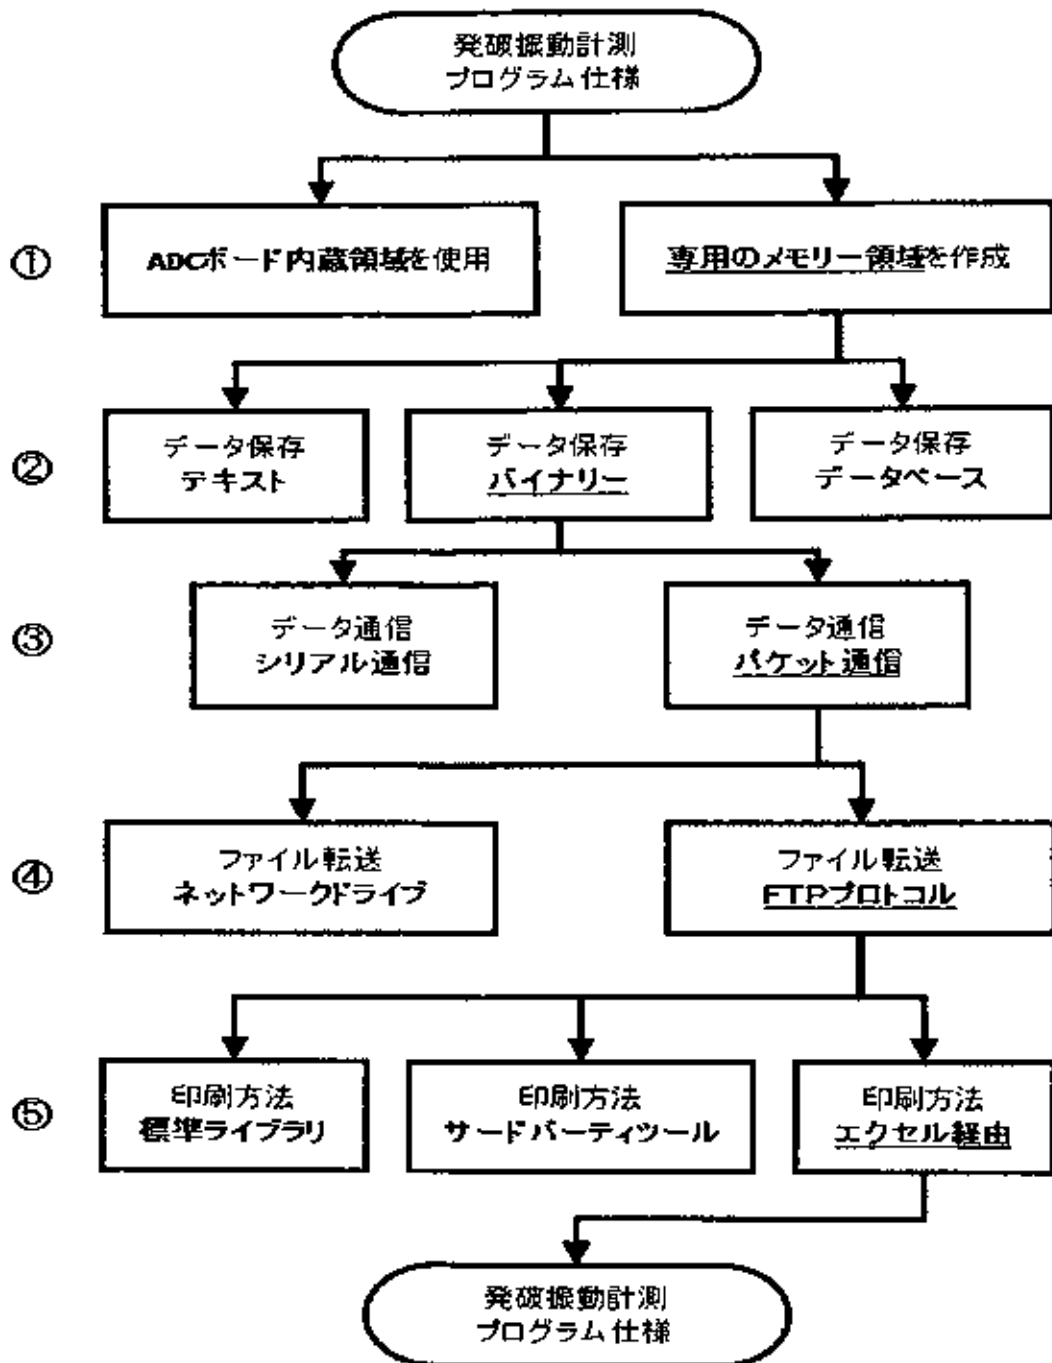 発破振動計測
プログラム仕様
①
ADCボード内蔵領域を使用
専用のメモリー領域を作成
②
データ保存
テキスト
データ保存
バイナリー
データ保存
データベース
③
データ通信
シリアル通信
データ通信
パケット通信
④
ファイル転送
ネットワークドライブ
ファイル転送
FTPプロトコル
⑤
印刷方法
標準ライブラリ
印刷方法
サードパーティツール
印刷方法
エクセル経由
発破振動計測
プログラム仕様